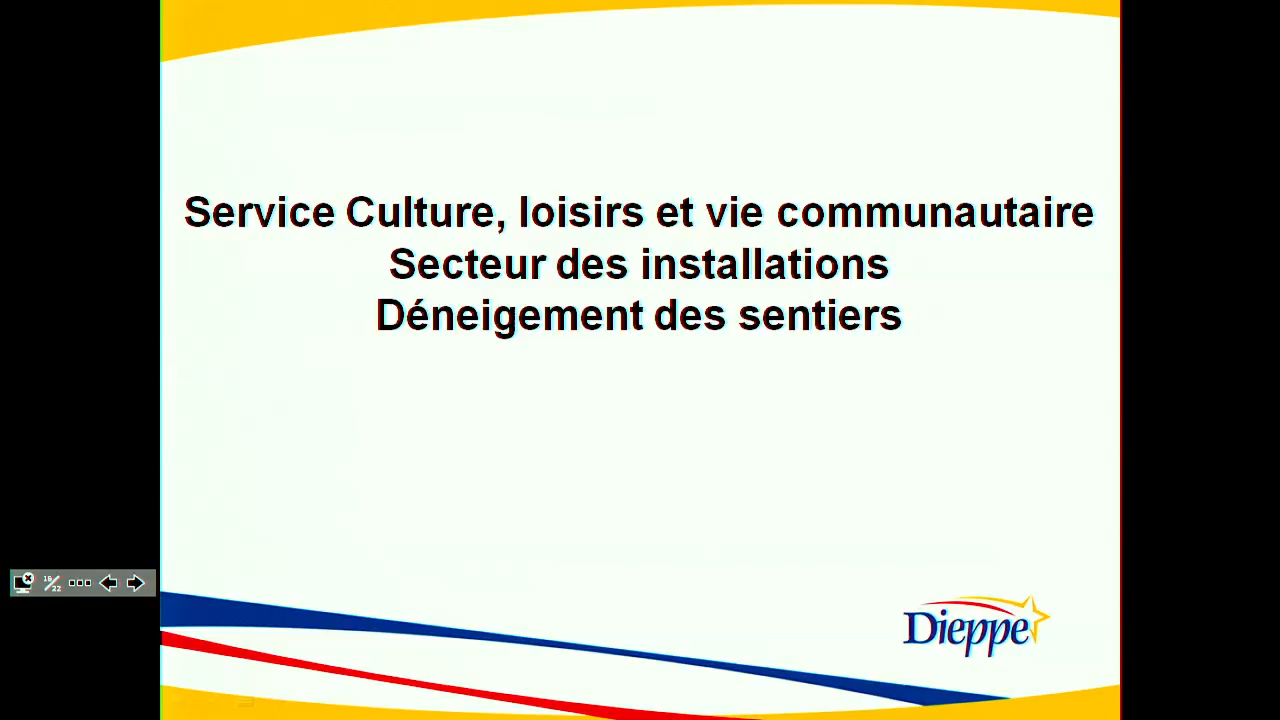 Service Culture, loisirs et vie communautaire
Secteur des installations
Déneigement des sentiers
Dieppe